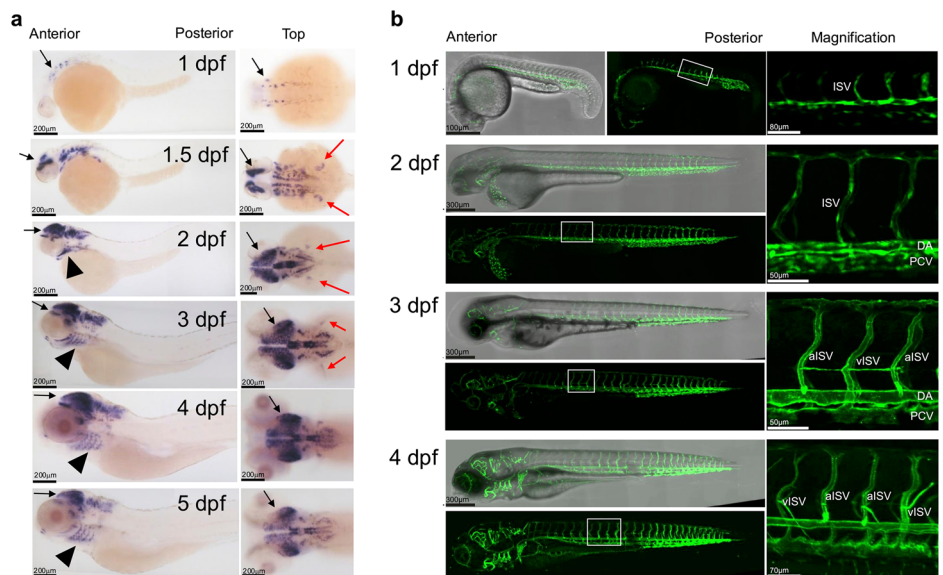 a
Anterior Posterior Top
1 dpf
200µm 200µm
1.5 dpf
200µm 200µm
2 dpf
200µm 200µm
3 dpf
200µm 200µm
4 dpf
200µm 200µm
5 dpf
200µm 200µm
b
Anterior Posterior Magnification
1 dpf
ISV
100µm 80µm
2 dpf
300µm
ISV
DA
PCV
50µm
3 dpf
300µm
aISV vISV aISV
DA
PCV
50µm
4 dpf
300µm
vISV aISV aISV vISV
70µm